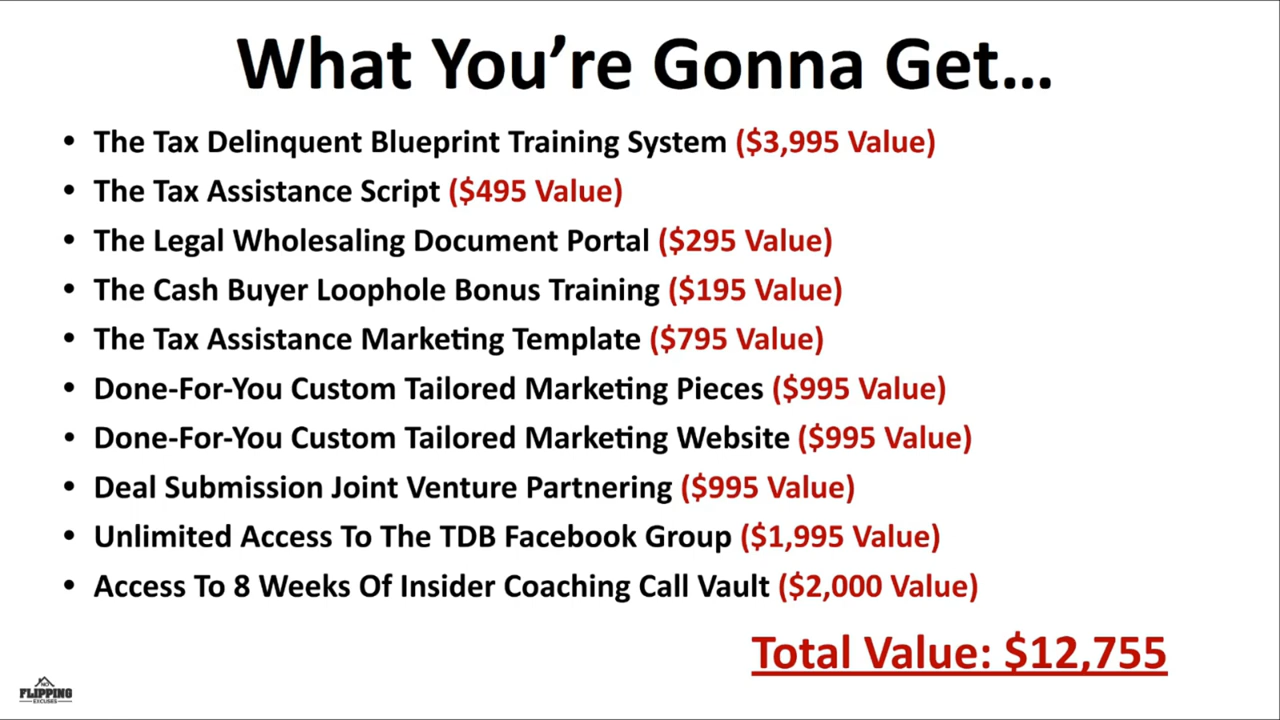 What You’re Gonna Get...
• The Tax Delinquent Blueprint Training System ($3,995 Value)
• The Tax Assistance Script ($495 Value)
• The Legal Wholesaling Document Portal ($295 Value)
• The Cash Buyer Loophole Bonus Training ($195 Value)
• The Tax Assistance Marketing Template ($795 Value)
• Done-For-You Custom Tailored Marketing Pieces ($995 Value)
• Done-For-You Custom Tailored Marketing Website ($995 Value)
• Deal Submission Joint Venture Partnering ($995 Value)
• Unlimited Access To The TDB Facebook Group ($1,995 Value)
• Access To 8 Weeks Of Insider Coaching Call Vault ($2,000 Value)
Total Value: $12,755
NO
FLIPPING
EXCUSES